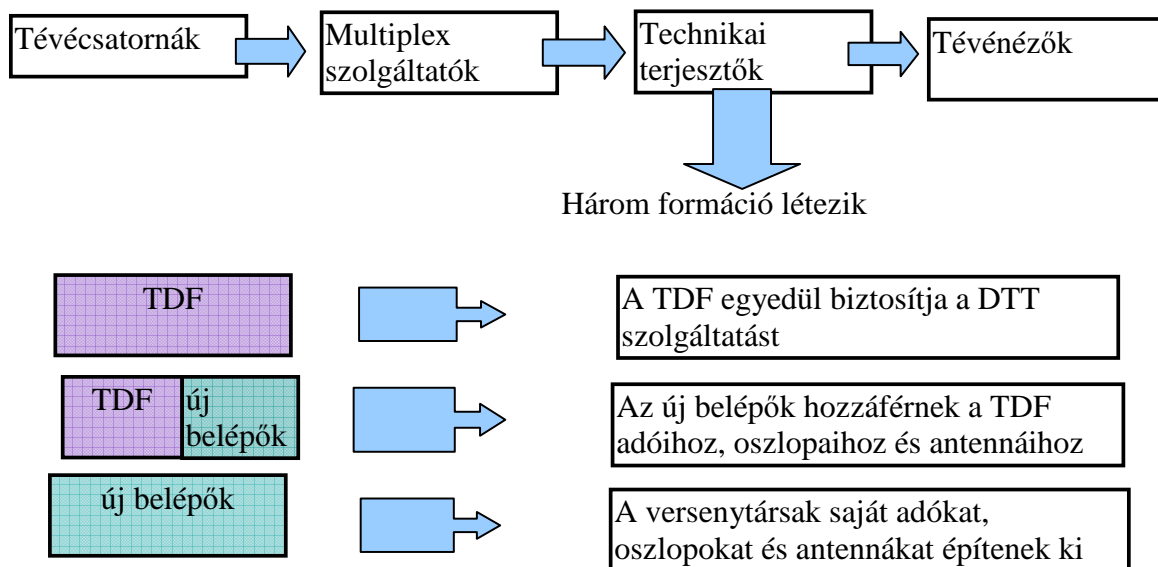 Tévécsatornák
Multiplex
szolgáltatók
Technikai
terjesztők
Tévénézők
Három formáció létezik
TDF
A TDF egyedül biztosítja a DTT
szolgáltatást
TDF
új
belépők
Az új belépők hozzáférnek a TDF
adóihoz, oszlopaihoz és antennáihoz
új belépők
A versenytársak saját adókat,
oszlopokat és antennákat építenek ki